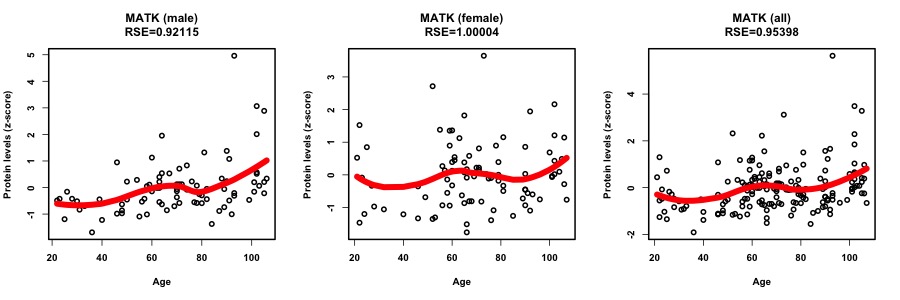 MATK (male)
RSE=0.92115
Protein levels (z-score)
5
4
3
2
1
0
-1
20 40 60 80 100
Age
MATK (female)
RSE=1.00004
Protein levels (z-score)
3
2
1
0
-1
20 40 60 80 100
Age
MATK (all)
RSE=0.95398
Protein levels (z-score)
4
2
0
-2
20 40 60 80 100
Age